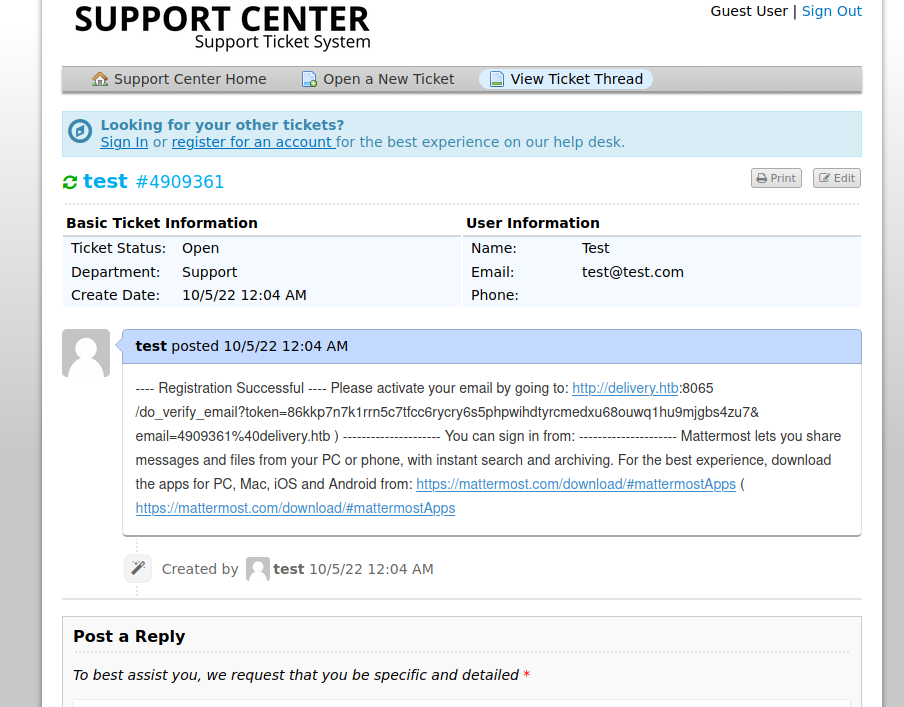 SUPPORT CENTER
Support Ticket System
Guest User | Sign Out
Support Center Home
Open a New Ticket
View Ticket Thread
Looking for your other tickets?
Sign In or register for an account for the best experience on our help desk.
test #4909361
Print
Edit
Basic Ticket Information
Ticket Status: Open
Department: Support
Create Date: 10/5/22 12:04 AM
User Information
Name: Test
Email: test@test.com
Phone:
test posted 10/5/22 12:04 AM
---- Registration Successful ---- Please activate your email by going to: http://delivery.htb:8065
/do_verify_email?token=86kkp7n7k1rrn5c7tfcc6rycry6s5phpwihdtyrcmedxu68ouwq1hu9mjgbs4zu7&
email=4909361%40delivery.htb ) --------------------- You can sign in from: --------------------- Mattermost lets you share
messages and files from your PC or phone, with instant search and archiving. For the best experience, download
the apps for PC, Mac, iOS and Android from: https://mattermost.com/download/#mattermostApps (
https://mattermost.com/download/#mattermostApps
Created by test 10/5/22 12:04 AM
Post a Reply
To best assist you, we request that you be specific and detailed *